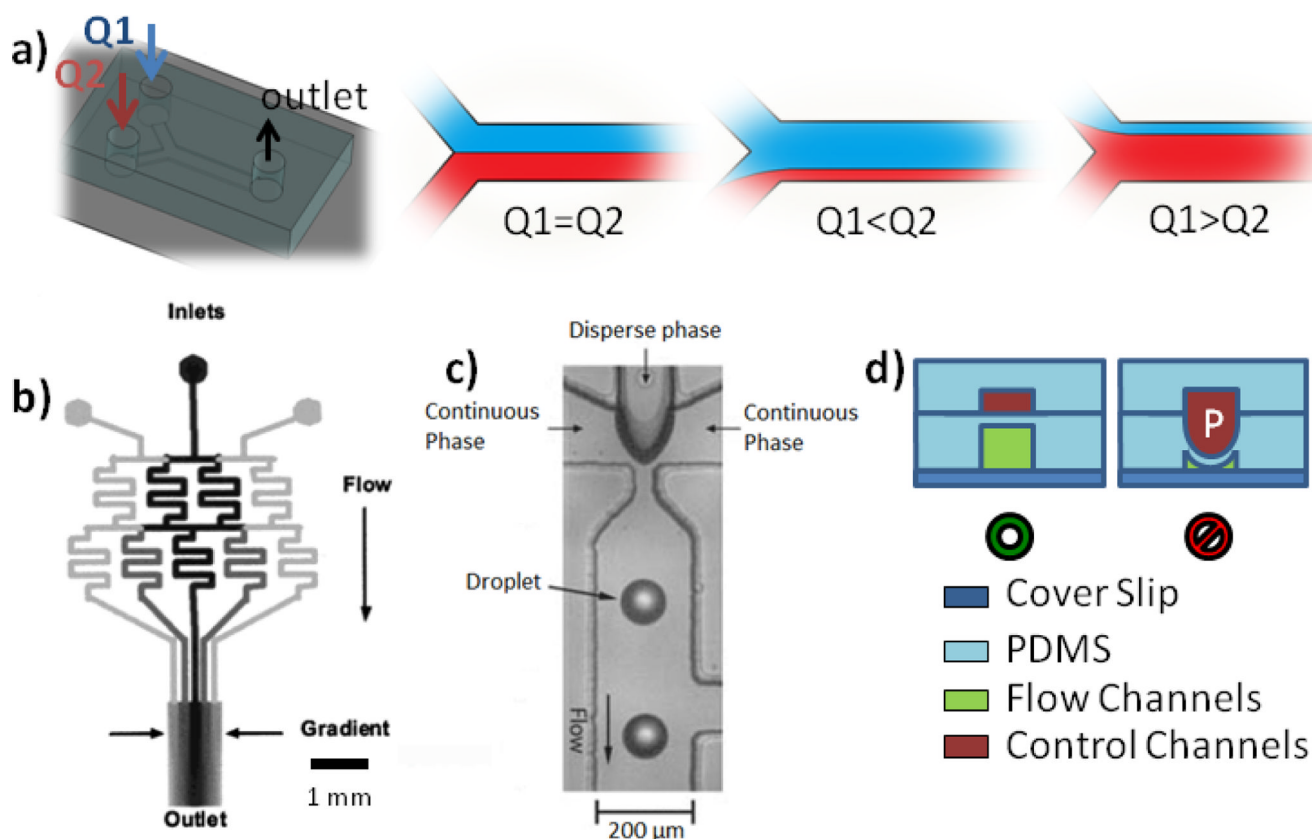 a)
Q1
Q2
outlet
Q1=Q2
Q1<Q2
Q1>Q2
b)
Inlets
Flow
Gradient
1 mm
Outlet
c)
Disperse phase
Continuous
Phase
Continuous
Phase
Droplet
Flow
200 µm
d)
P
Cover Slip
PDMS
Flow Channels
Control Channels